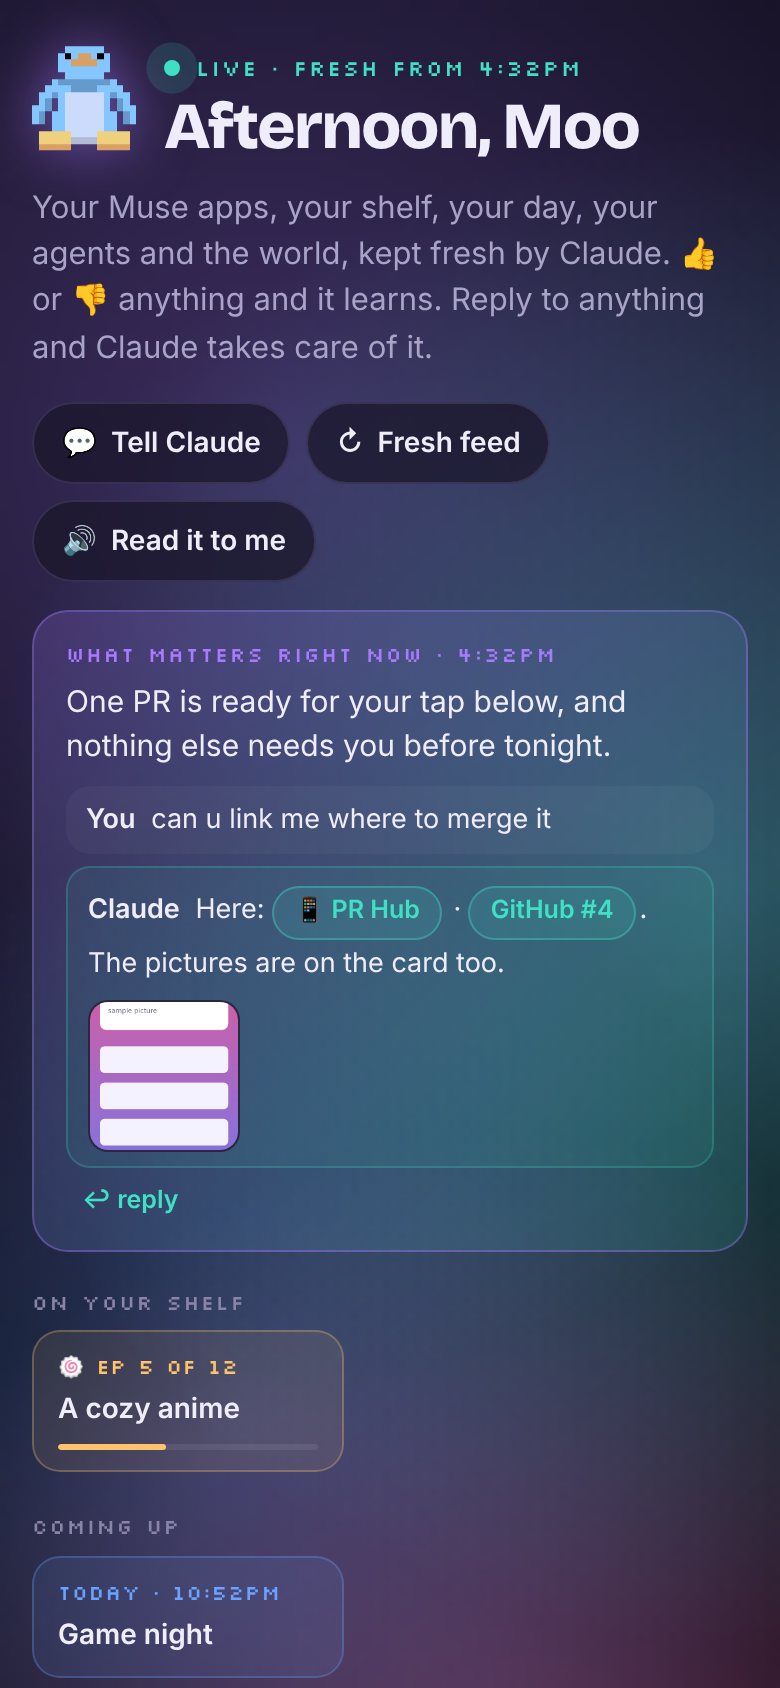 LIVE · FRESH FROM 4:32PM
Afternoon, Moo
Your Muse apps, your shelf, your day, your
agents and the world, kept fresh by Claude. 👍
or 👎 anything and it learns. Reply to anything
and Claude takes care of it.
💬 Tell Claude
↻ Fresh feed
🔊 Read it to me
WHAT MATTERS RIGHT NOW · 4:32PM
One PR is ready for your tap below, and
nothing else needs you before tonight.
You can u link me where to merge it
Claude Here: 📱 PR Hub · GitHub #4 .
The pictures are on the card too.
sample picture
↩ reply
ON YOUR SHELF
🍥 EP 5 OF 12
A cozy anime
COMING UP
TODAY · 10:52PM
Game night